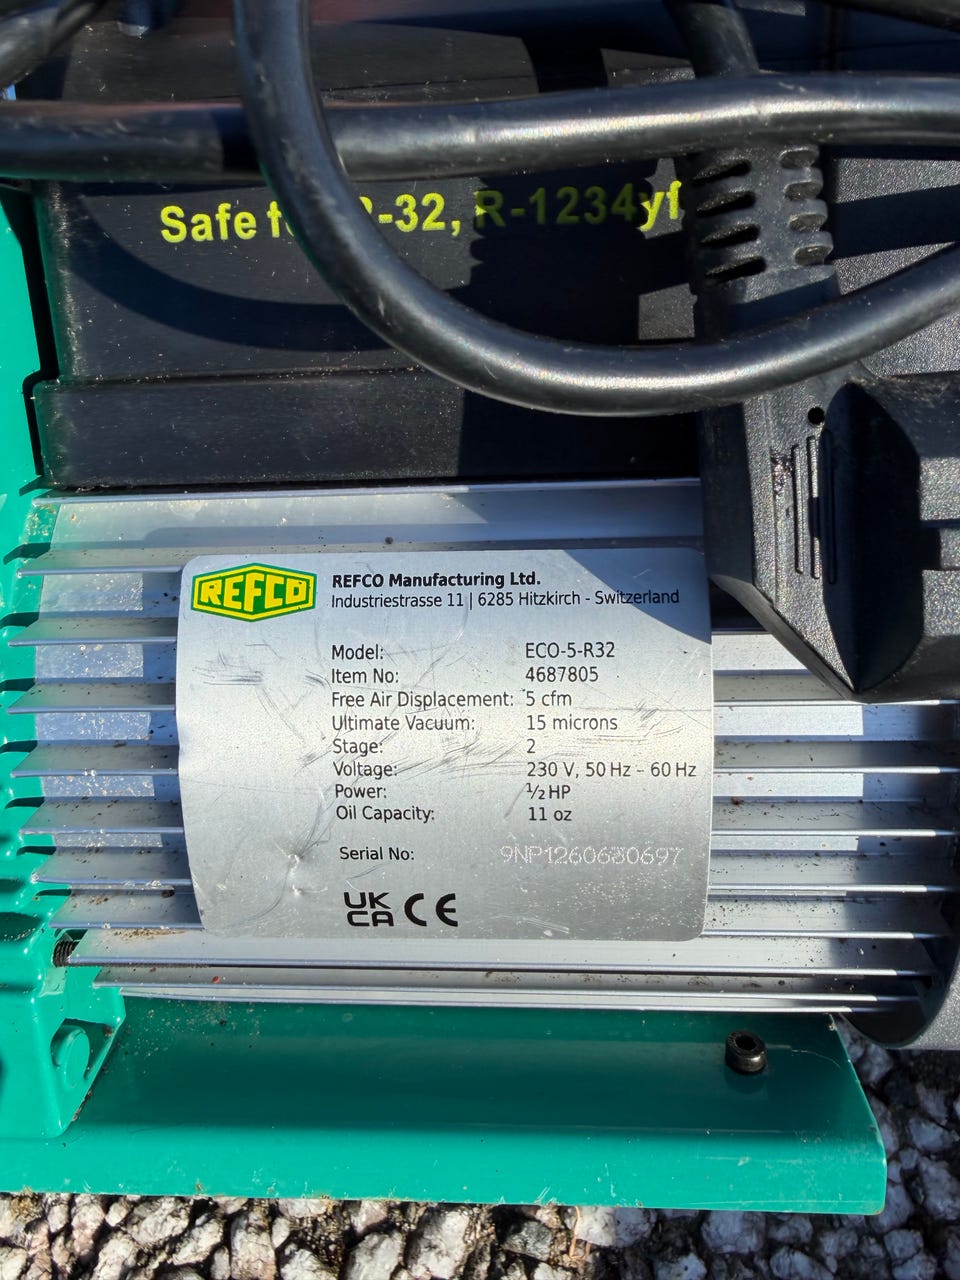 Safe R-32, R-1234yf
REFCO
REFCO Manufacturing Ltd.
Industriestrasse 11 | 6285 Hitzkirch - Switzerland
Model: ECO-5-R32
Item No: 4687805
Free Air Displacement: 5 cfm
Ultimate Vacuum: 15 microns
Stage: 2
Voltage: 230 V, 50 Hz – 60 Hz
Power: ½ HP
Oil Capacity: 11 oz
Serial No: 9NP1260680697
UK
CA CE